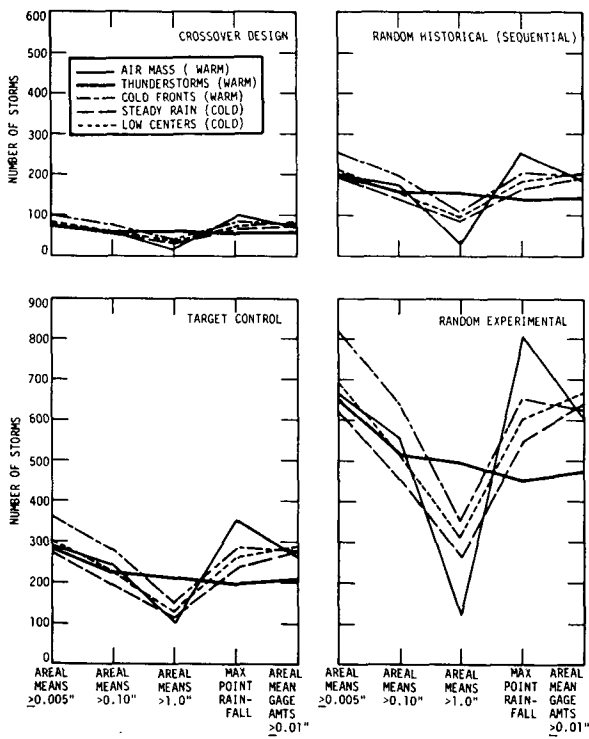 CROSSOVER DESIGN
RANDOM HISTORICAL (SEQUENTIAL)
NUMBER OF STORMS
600
500
400
300
200
100
0
AIR MASS ( WARM)
THUNDERSTORMS (WARM)
COLD FRONTS (WARM)
STEADY RAIN (COLD)
LOW CENTERS (COLD)
TARGET CONTROL
RANDOM EXPERIMENTAL
NUMBER OF STORMS
900
800
700
600
500
400
300
200
100
0
AREAL
MEANS
≥0.005"
AREAL
MEANS
>0.10"
AREAL
MEANS
>1.0"
MAX
POINT
RAIN-
FALL
AREAL
MEAN
GAGE
AMTS
≥0.01"
AREAL
MEANS
≥0.005"
AREAL
MEANS
>0.10"
AREAL
MEANS
>1.0"
MAX
POINT
RAIN-
FALL
AREAL
MEAN
GAGE
AMTS
≥0.01"